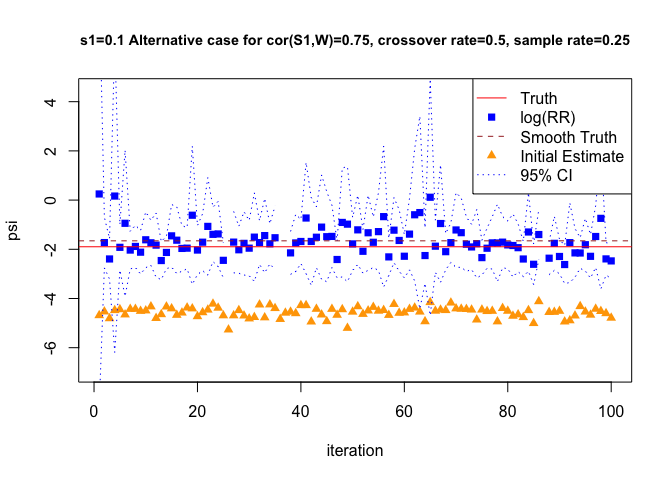 s1=0.1 Alternative case for cor(S1,W)=0.75, crossover rate=0.5, sample rate=0.25
Truth
log(RR)
Smooth Truth
Initial Estimate
95% CI
psi
4
2
0
-2
-4
-6
0 20 40 60 80 100
iteration